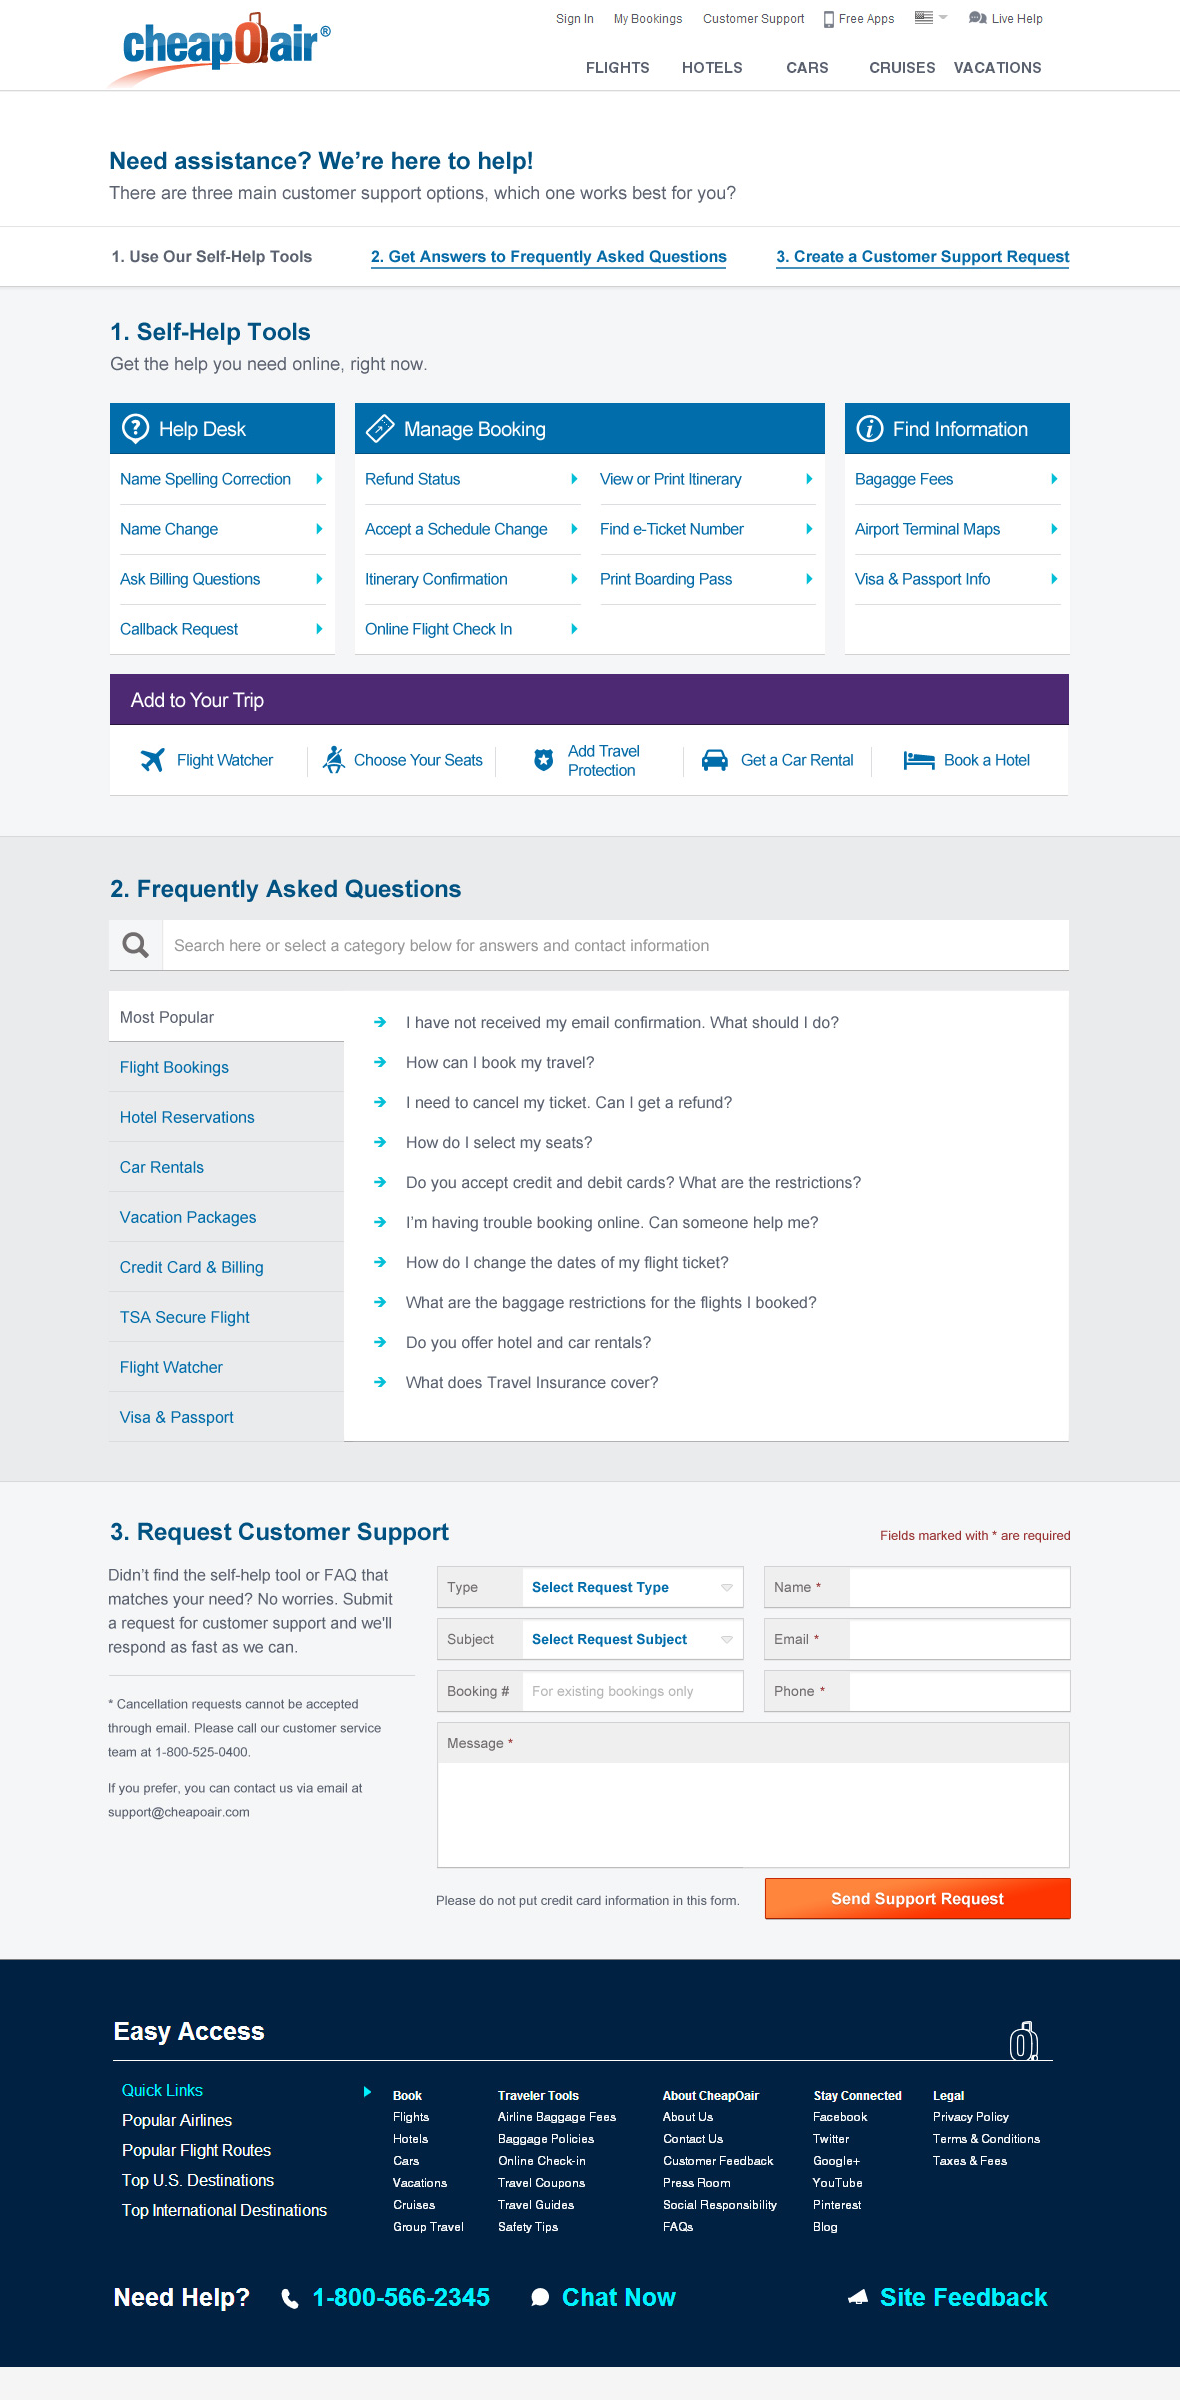 Sign In My Bookings Customer Support Free Apps Live Help
cheapOair®
FLIGHTS HOTELS CARS CRUISES VACATIONS
Need assistance? We're here to help!
There are three main customer support options, which one works best for you?
1. Use Our Self-Help Tools 2. Get Answers to Frequently Asked Questions 3. Create a Customer Support Request
1. Self-Help Tools
Get the help you need online, right now.
Help Desk
Name Spelling Correction
Name Change
Ask Billing Questions
Callback Request
Manage Booking
Refund Status View or Print Itinerary
Accept a Schedule Change Find e-Ticket Number
Itinerary Confirmation Print Boarding Pass
Online Flight Check In
Find Information
Bagagge Fees
Airport Terminal Maps
Visa & Passport Info
Add to Your Trip
Flight Watcher
Choose Your Seats
Add Travel
Protection
Get a Car Rental
Book a Hotel
2. Frequently Asked Questions
Search here or select a category below for answers and contact information
Most Popular
Flight Bookings
Hotel Reservations
Car Rentals
Vacation Packages
Credit Card & Billing
TSA Secure Flight
Flight Watcher
Visa & Passport
I have not received my email confirmation. What should I do?
How can I book my travel?
I need to cancel my ticket. Can I get a refund?
How do I select my seats?
Do you accept credit and debit cards? What are the restrictions?
I'm having trouble booking online. Can someone help me?
How do I change the dates of my flight ticket?
What are the baggage restrictions for the flights I booked?
Do you offer hotel and car rentals?
What does Travel Insurance cover?
3. Request Customer Support
Fields marked with * are required
Didn't find the self-help tool or FAQ that
matches your need? No worries. Submit
a request for customer support and we'll
respond as fast as we can.
* Cancellation requests cannot be accepted
through email. Please call our customer service
team at 1-800-525-0400.
If you prefer, you can contact us via email at
support@cheapoair.com
Type Select Request Type
Subject Select Request Subject
Booking # For existing bookings only
Name *
Email *
Phone *
Message *
Please do not put credit card information in this form.
Send Support Request
Easy Access
Quick Links
Popular Airlines
Popular Flight Routes
Top U.S. Destinations
Top International Destinations
Book
Flights
Hotels
Cars
Vacations
Cruises
Group Travel
Traveler Tools
Airline Baggage Fees
Baggage Policies
Online Check-in
Travel Coupons
Travel Guides
Safety Tips
About CheapOair
About Us
Contact Us
Customer Feedback
Press Room
Social Responsibility
FAQs
Stay Connected
Facebook
Twitter
Google+
YouTube
Pinterest
Blog
Legal
Privacy Policy
Terms & Conditions
Taxes & Fees
Need Help? 1-800-566-2345 Chat Now Site Feedback